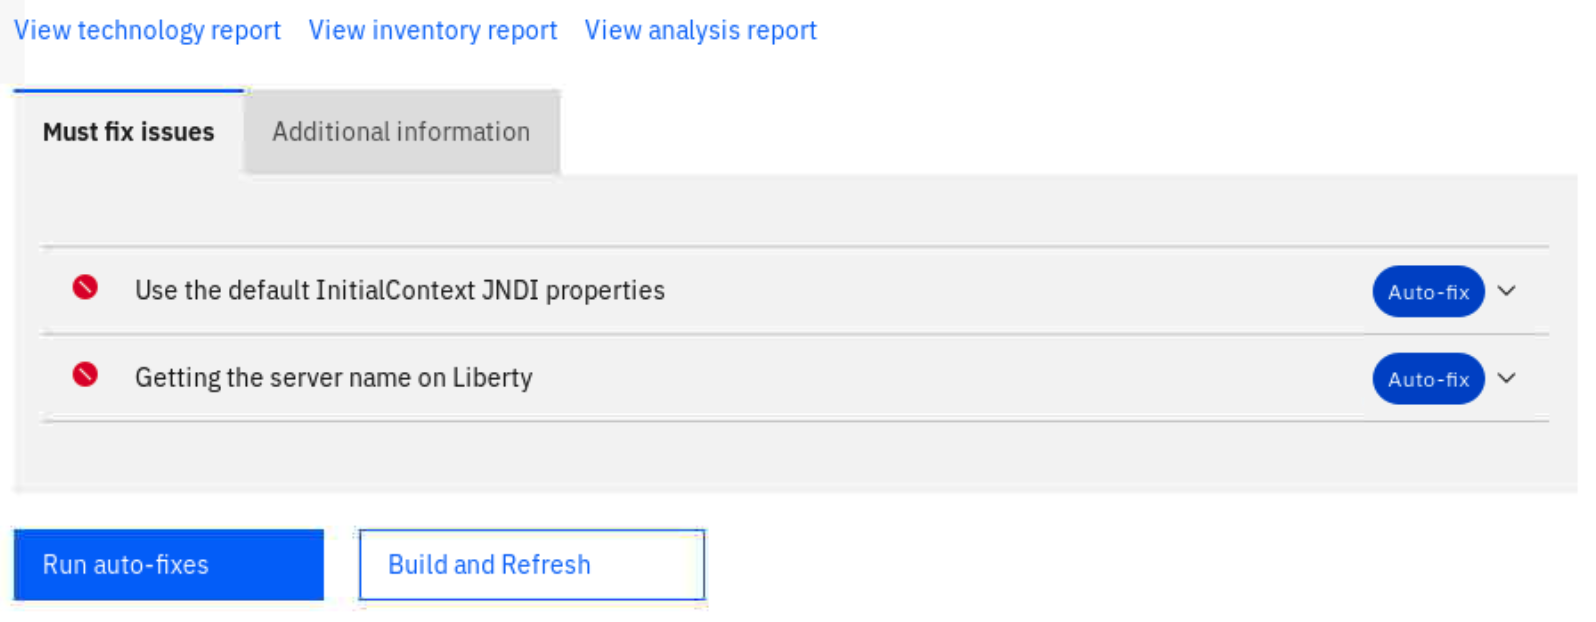 View technology report View inventory report View analysis report
Must fix issues Additional information
Use the default InitialContext JNDI properties Auto-fix
Getting the server name on Liberty Auto-fix
Run auto-fixes Build and Refresh